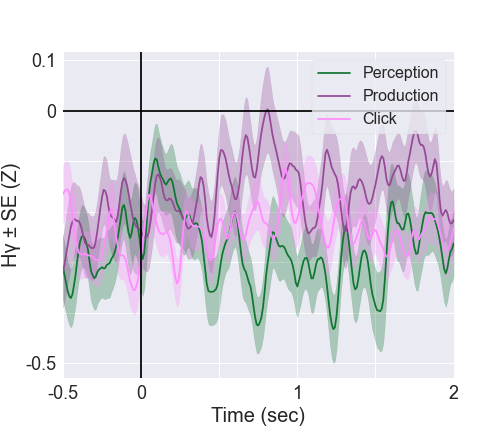 0.1
0
-0.5
Hγ ± SE (Z)
Perception
Production
Click
-0.5
0
1
2
Time (sec)